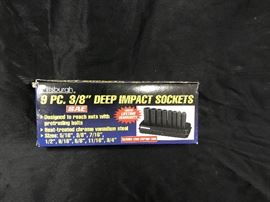 Pittsburgh
9 PC. 3/8" DEEP IMPACT SOCKETS
SAE
• Designed to reach nuts with
protruding bolts
• Heat-treated chrome vanadium steel
• Sizes: 5/16", 3/8", 7/16",
1/2", 9/16", 5/8", 11/16", 3/4"
LIFETIME
WARRANTY